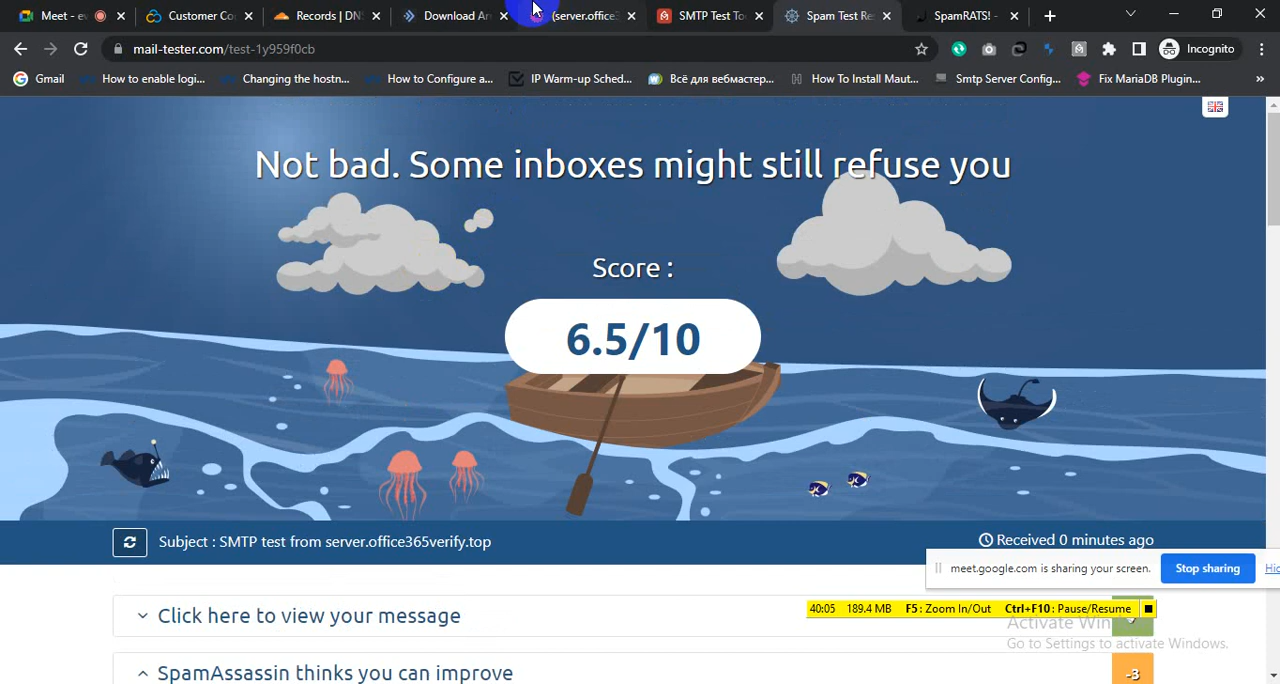 Meet - ev
Customer Co
Records | DN
Download An
(server.office3
SMTP Test To
Spam Test Re
SpamRATS! -
mail-tester.com/test-1y959f0cb
Incognito
Gmail
How to enable logi...
Changing the hostn...
How to Configure a...
IP Warm-up Sched...
Всё для вебмастер...
How To Install Maut...
Smtp Server Config...
Fix MariaDB Plugin...
»
Not bad. Some inboxes might still refuse you
Score :
6.5/10
Subject : SMTP test from server.office365verify.top
Received 0 minutes ago
meet.google.com is sharing your screen.
Stop sharing
Hid
Click here to view your message
40:05 189.4 MB F5: Zoom In/Out Ctrl+F10: Pause/Resume
Activate Win
Go to Settings to activate Windows.
SpamAssassin thinks you can improve
-3